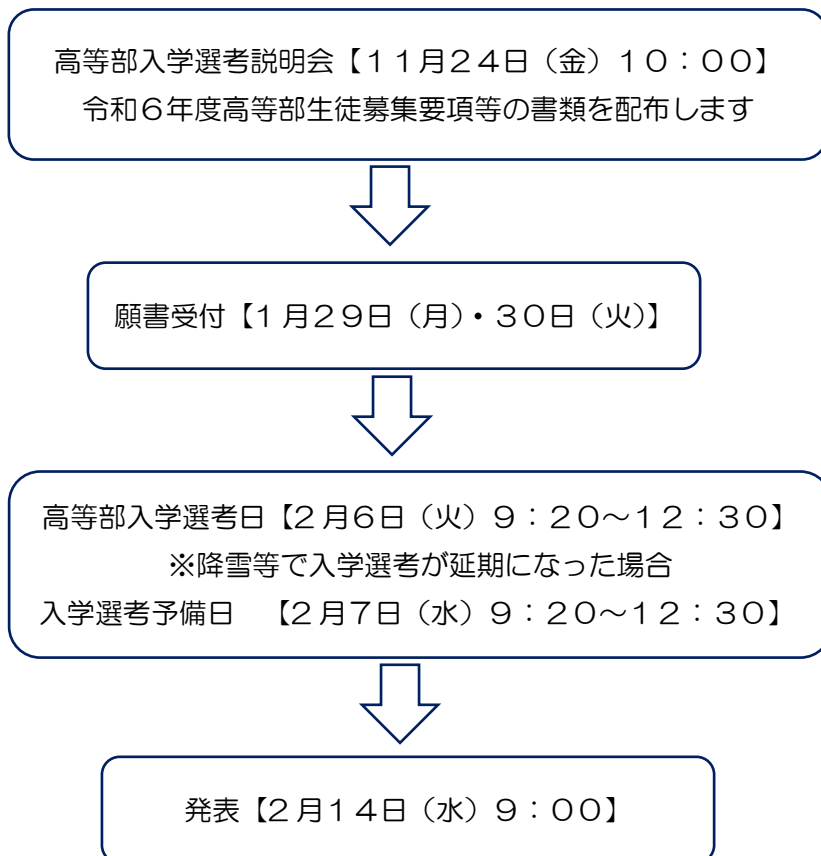 高等部入学選考説明会【１１月２４日（金）１０：００】
令和６年度高等部生徒募集要項等の書類を配布します
願書受付【１月２９日（月）・３０日（火）】
高等部入学選考日【２月６日（火）９：２０～１２：３０】
※降雪等で入学選考が延期になった場合
入学選考予備日　【２月７日（水）９：２０～１２：３０】
発表【２月１４日（水）９：００】